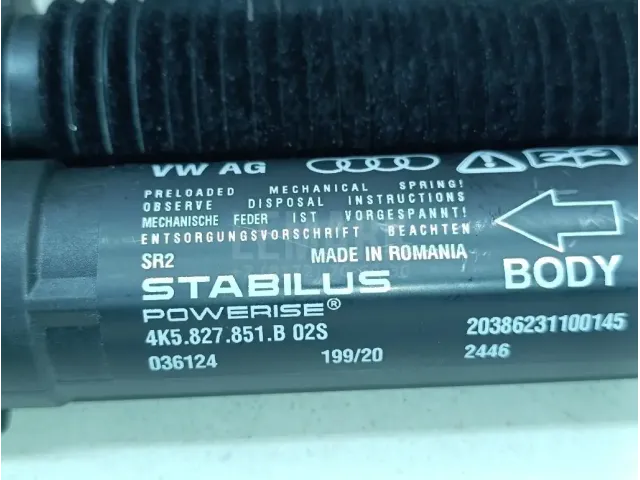 VW AG
PRELOADED MECHANICAL SPRING!
OBSERVE DISPOSAL INSTRUCTIONS
MECHANISCHE FEDER IST VORGESPANNT!
ENTSORGUNGSVORSCHRIFT BEACHTEN
SR2 MADE IN ROMANIA
STABILUS BODY
POWERISE®
4K5.827.851.B 02S 20386231100145
036124 199/20 2446